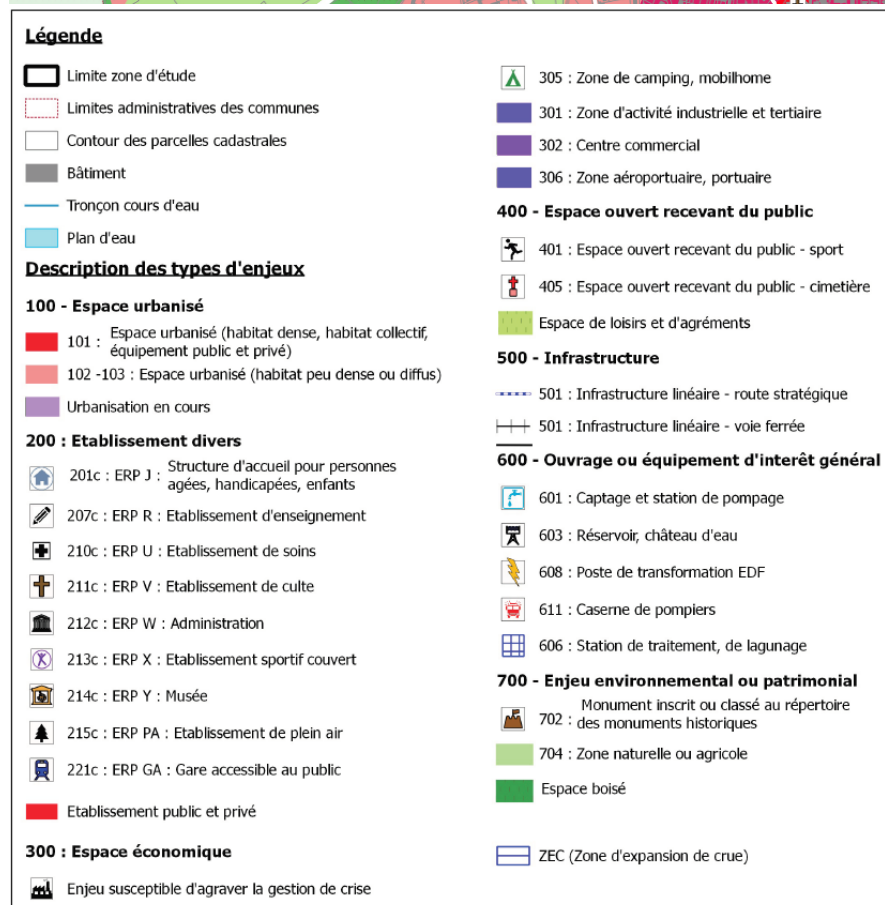 Légende
Limite zone d'étude
Limites administratives des communes
Contour des parcelles cadastrales
Bâtiment
Tronçon cours d'eau
Plan d'eau
Description des types d'enjeux
100 - Espace urbanisé
101 : Espace urbanisé (habitat dense, habitat collectif,
équipement public et privé)
102 -103 : Espace urbanisé (habitat peu dense ou diffus)
Urbanisation en cours
200 : Etablissement divers
201c : ERP J : Structure d'accueil pour personnes
agées, handicapées, enfants
207c : ERP R : Etablissement d'enseignement
210c : ERP U : Etablissement de soins
211c : ERP V : Etablissement de culte
212c : ERP W : Administration
213c : ERP X : Etablissement sportif couvert
214c : ERP Y : Musée
215c : ERP PA : Etablissement de plein air
221c : ERP GA : Gare accessible au public
Etablissement public et privé
300 : Espace économique
Enjeu susceptible d'agraver la gestion de crise
305 : Zone de camping, mobilhome
301 : Zone d'activité industrielle et tertiaire
302 : Centre commercial
306 : Zone aéroportuaire, portuaire
400 - Espace ouvert recevant du public
401 : Espace ouvert recevant du public - sport
405 : Espace ouvert recevant du public - cimetière
Espace de loisirs et d'agréments
500 - Infrastructure
501 : Infrastructure linéaire - route stratégique
501 : Infrastructure linéaire - voie ferrée
600 - Ouvrage ou équipement d'interêt général
601 : Captage et station de pompage
603 : Réservoir, château d'eau
608 : Poste de transformation EDF
611 : Caserne de pompiers
606 : Station de traitement, de lagunage
700 - Enjeu environnemental ou patrimonial
702 : Monument inscrit ou classé au répertoire
des monuments historiques
704 : Zone naturelle ou agricole
Espace boisé
ZEC (Zone d'expansion de crue)